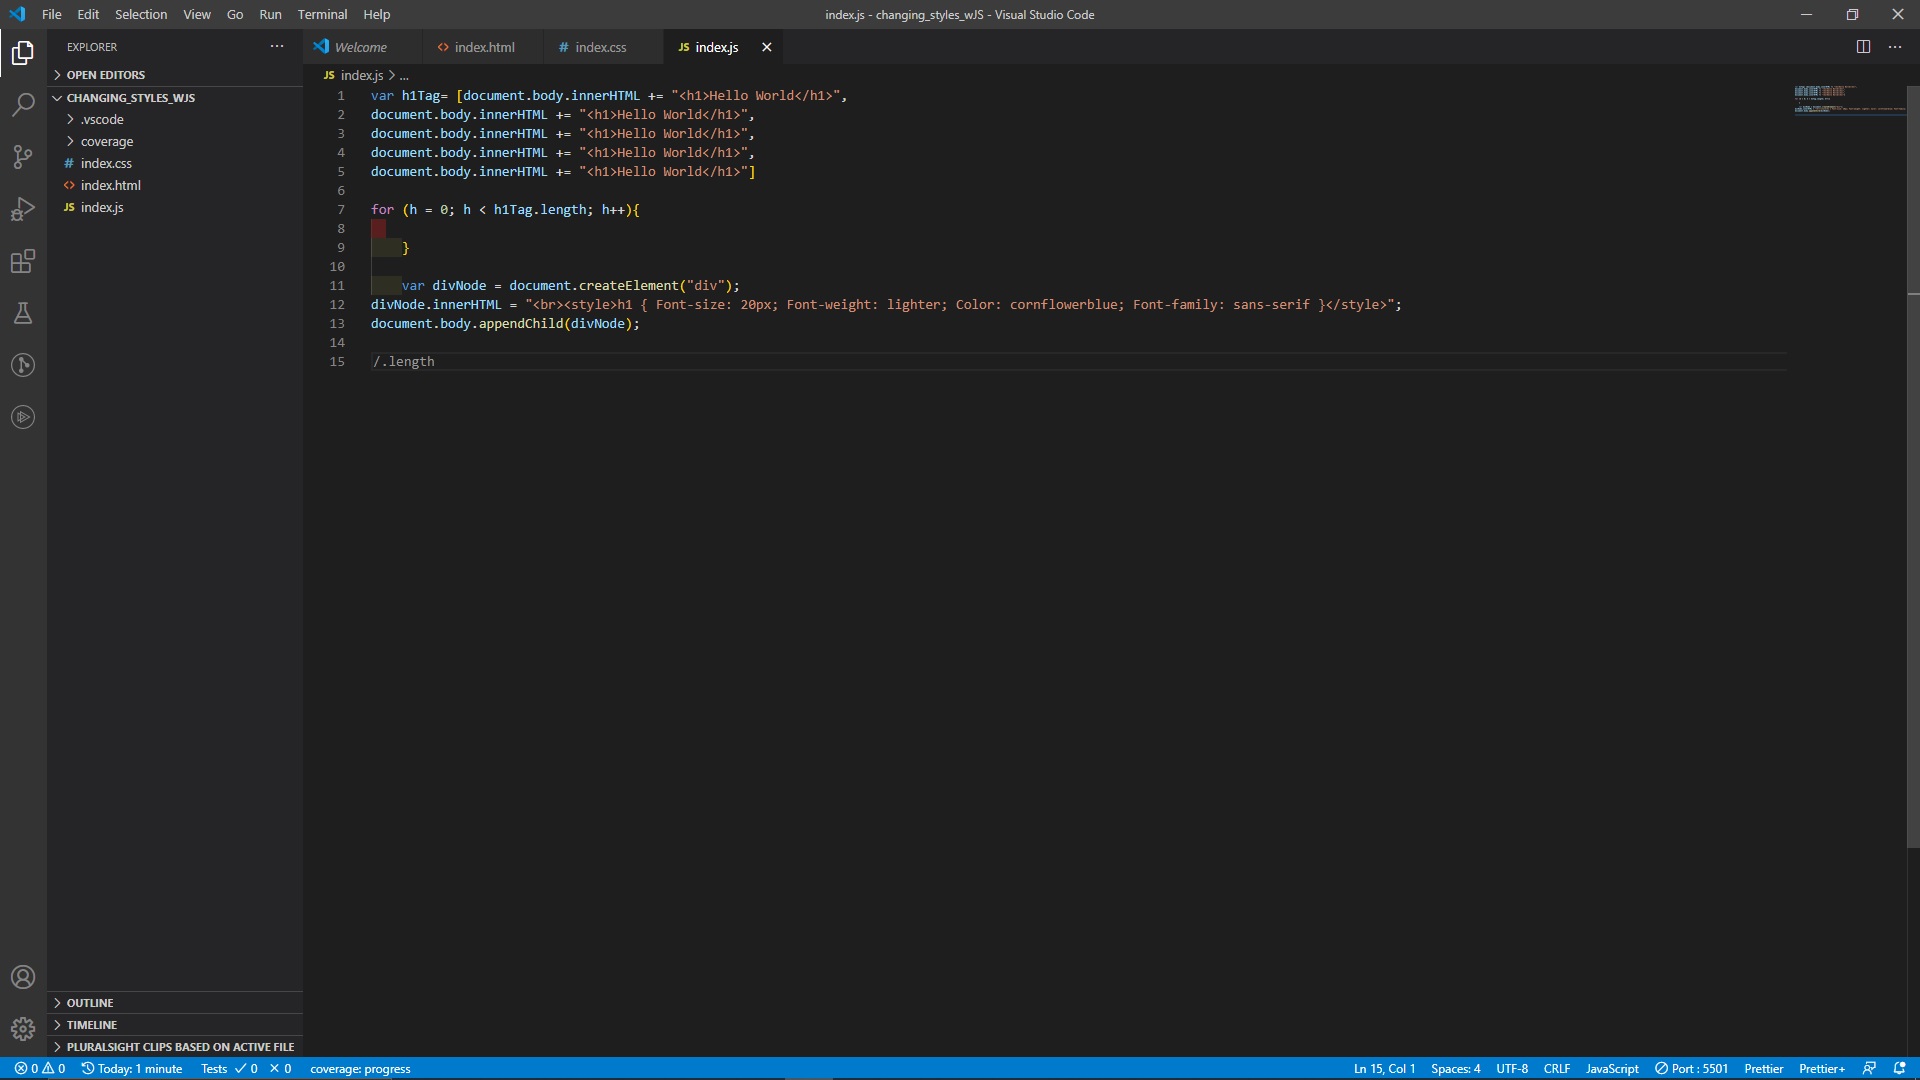 File Edit Selection View Go Run Terminal Help
index.js - changing_styles_wJS - Visual Studio Code
EXPLORER
Welcome
index.html
# index.css
JS index.js
OPEN EDITORS
CHANGING_STYLES_WJS
.vscode
coverage
# index.css
<> index.html
JS index.js
JS index.js > ...
1 var h1Tag= [document.body.innerHTML += "<h1>Hello World</h1>",
2 document.body.innerHTML += "<h1>Hello World</h1>",
3 document.body.innerHTML += "<h1>Hello World</h1>",
4 document.body.innerHTML += "<h1>Hello World</h1>",
5 document.body.innerHTML += "<h1>Hello World</h1>"]
6
7 for (h = 0; h < h1Tag.length; h++){
8
9 }
10
11 var divNode = document.createElement("div");
12 divNode.innerHTML = "<br><style>h1 { Font-size: 20px; Font-weight: lighter; Color: cornflowerblue; Font-family: sans-serif }</style>";
13 document.body.appendChild(divNode);
14
15 /.length
OUTLINE
TIMELINE
PLURALSIGHT CLIPS BASED ON ACTIVE FILE
0 0 Today: 1 minute Tests ✓ 0 × 0 coverage: progress
Ln 15, Col 1 Spaces: 4 UTF-8 CRLF JavaScript Port : 5501 Prettier Prettier+